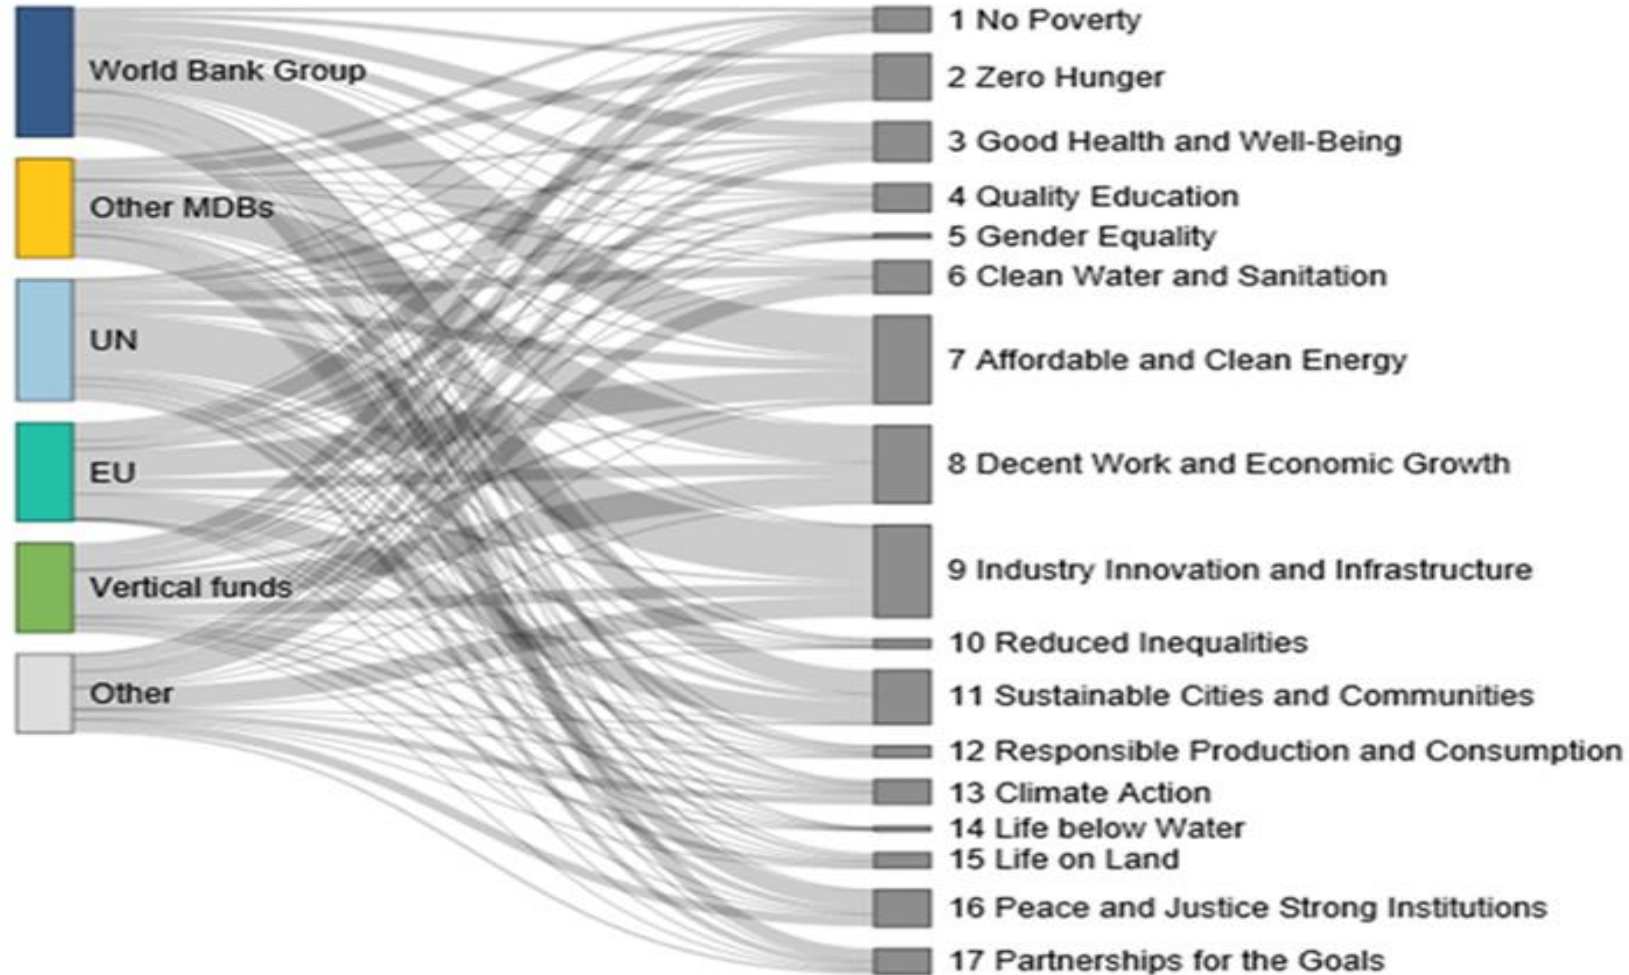 World Bank Group
Other MDBs
UN
EU
Vertical funds
Other
1 No Poverty
2 Zero Hunger
3 Good Health and Well-Being
4 Quality Education
5 Gender Equality
6 Clean Water and Sanitation
7 Affordable and Clean Energy
8 Decent Work and Economic Growth
9 Industry Innovation and Infrastructure
10 Reduced Inequalities
11 Sustainable Cities and Communities
12 Responsible Production and Consumption
13 Climate Action
14 Life below Water
15 Life on Land
16 Peace and Justice Strong Institutions
17 Partnerships for the Goals